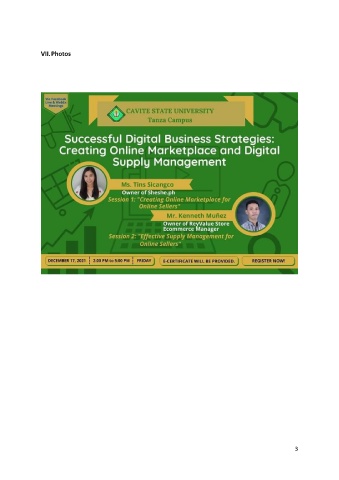 VII. Photos
CAVITE STATE UNIVERSITY
Tanza Campus
Successful Digital Business Strategies:
Creating Online Marketplace and Digital
Supply Management
Ms. Tins Sicangco
Owner of Sheshe.ph
Session 1: "Creating Online Marketplace for
Online Sellers"
Mr. Kenneth Muñez
Owner of KeyValue Store
Ecommerce Manager
Session 2: "Effective Supply Management for
Online Sellers"
DECEMBER 17, 2021
2:00 PM to 5:00 PM
FRIDAY
E-CERTIFICATE WILL BE PROVIDED.
REGISTER NOW!
3